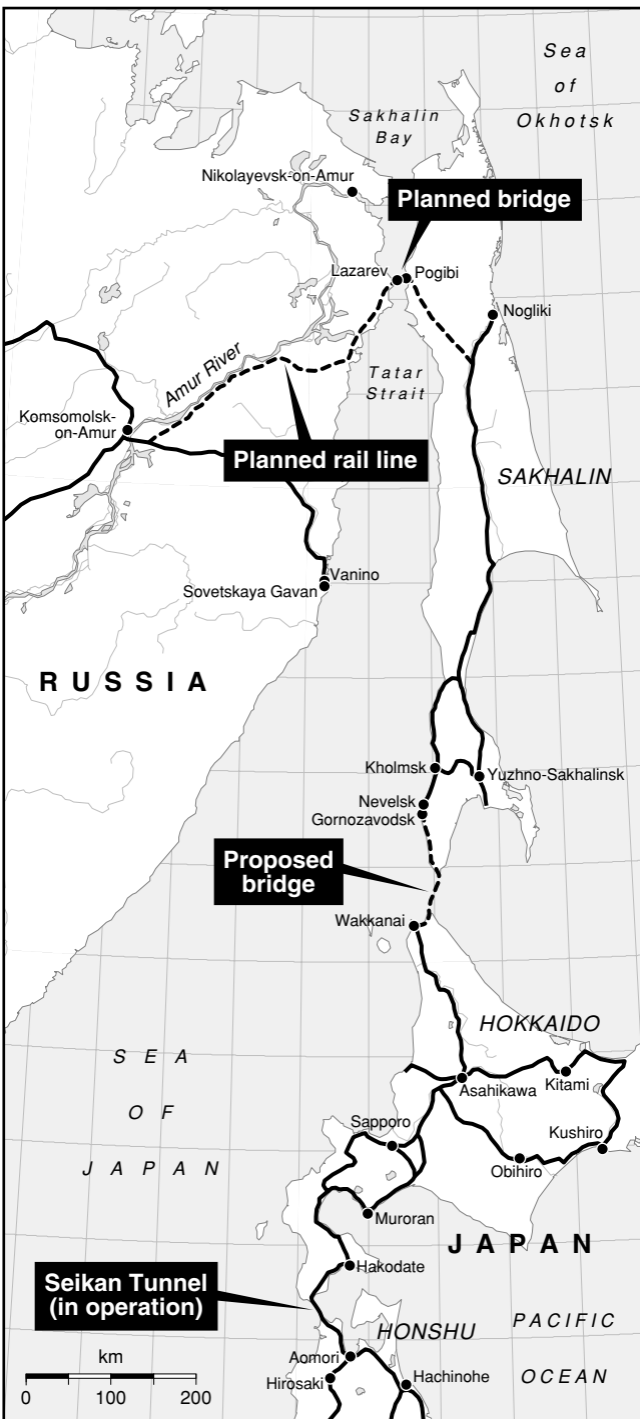 Sea
of
Okhotsk
Sakhalin
Bay
Nikolayevsk-on-Amur
Planned bridge
Lazarev
Pogibi
Nogliki
Amur River
Tatar
Strait
Komsomolsk-
on-Amur
Planned rail line
SAKHALIN
Vanino
Sovetskaya Gavan
RUSSIA
Kholmsk
Yuzhno-Sakhalinsk
Nevelsk
Gornozavodsk
Proposed
bridge
Wakkanai
HOKKAIDO
SEA
OF
JAPAN
Asahikawa
Kitami
Sapporo
Kushiro
Obihiro
Muroran
JAPAN
Hakodate
Seikan Tunnel
(in operation)
HONSHU
PACIFIC
OCEAN
km
0 100 200
Aomori
Hirosaki
Hachinohe